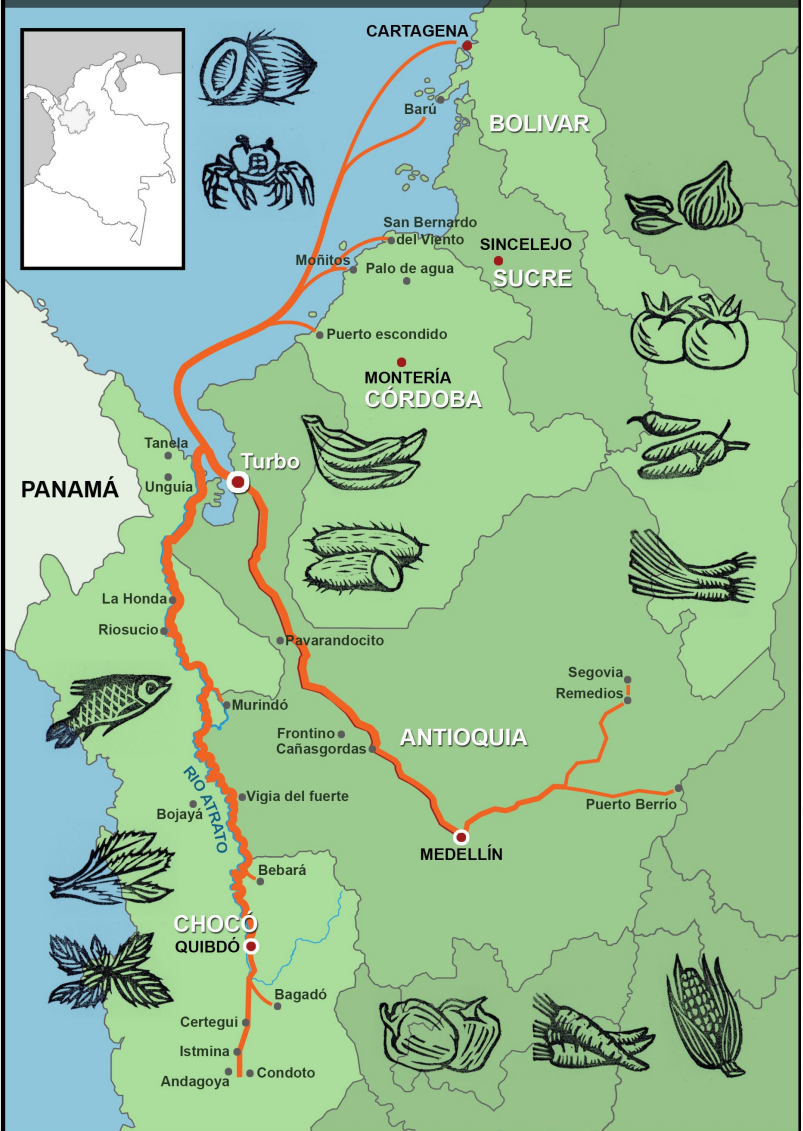 CARTAGENA
Barú
BOLIVAR
San Bernardo
del Viento
SINCELEJO
Moñitos
Palo de agua
SUCRE
Puerto escondido
MONTERÍA
CÓRDOBA
Tanela
Turbo
PANAMÁ
Unguía
La Honda
Riosucio
Pavarandocito
Segovia
Remedios
Murindó
Frontino
ANTIOQUIA
Cañasgordas
RIO ATRATO
Vigia del fuerte
Puerto Berrío
Bojayá
MEDELLÍN
Bebará
CHOCÓ
QUIBDÓ
Bagadó
Certegui
Istmina
Andagoya
Condoto